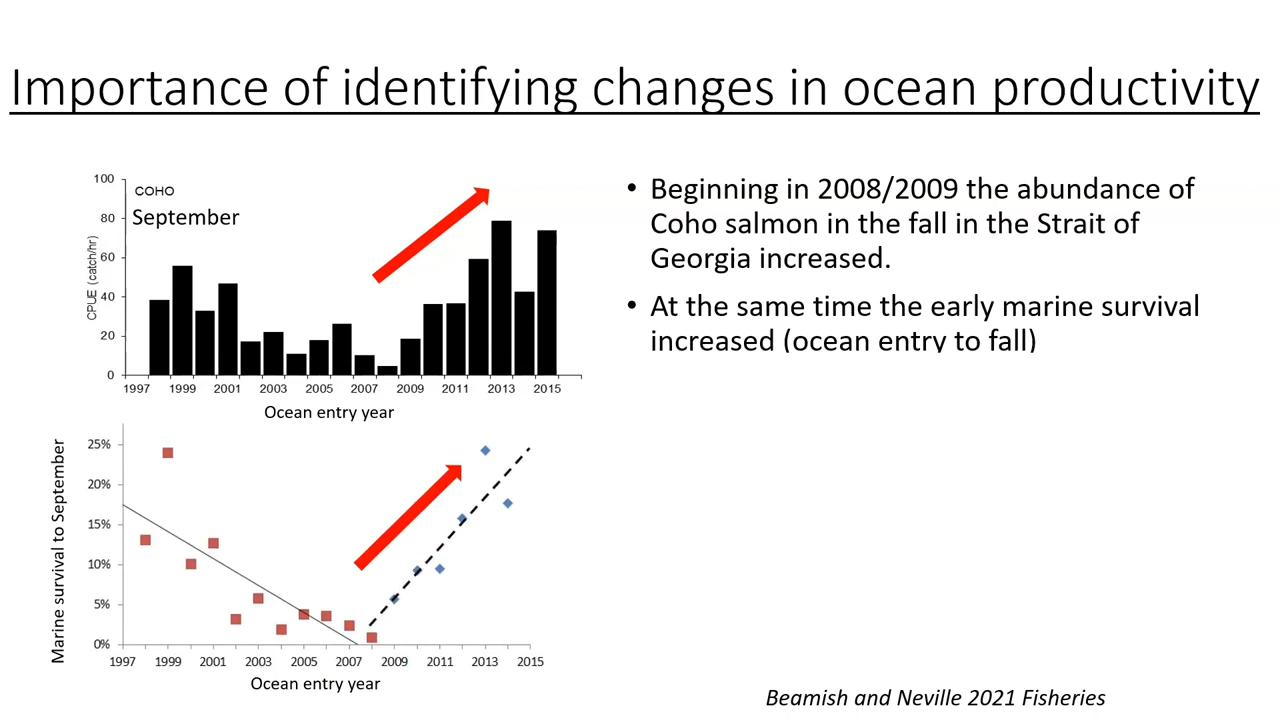 Importance of identifying changes in ocean productivity
100
80
60
40
20
0
COHO
September
CPUE (catch/hr)
1997 1999 2001 2003 2005 2007 2009 2011 2013 2015
Ocean entry year
25%
20%
15%
10%
5%
0%
Marine survival to September
1997 1999 2001 2003 2005 2007 2009 2011 2013 2015
Ocean entry year
• Beginning in 2008/2009 the abundance of
Coho salmon in the fall in the Strait of
Georgia increased.
• At the same time the early marine survival
increased (ocean entry to fall)
Beamish and Neville 2021 Fisheries